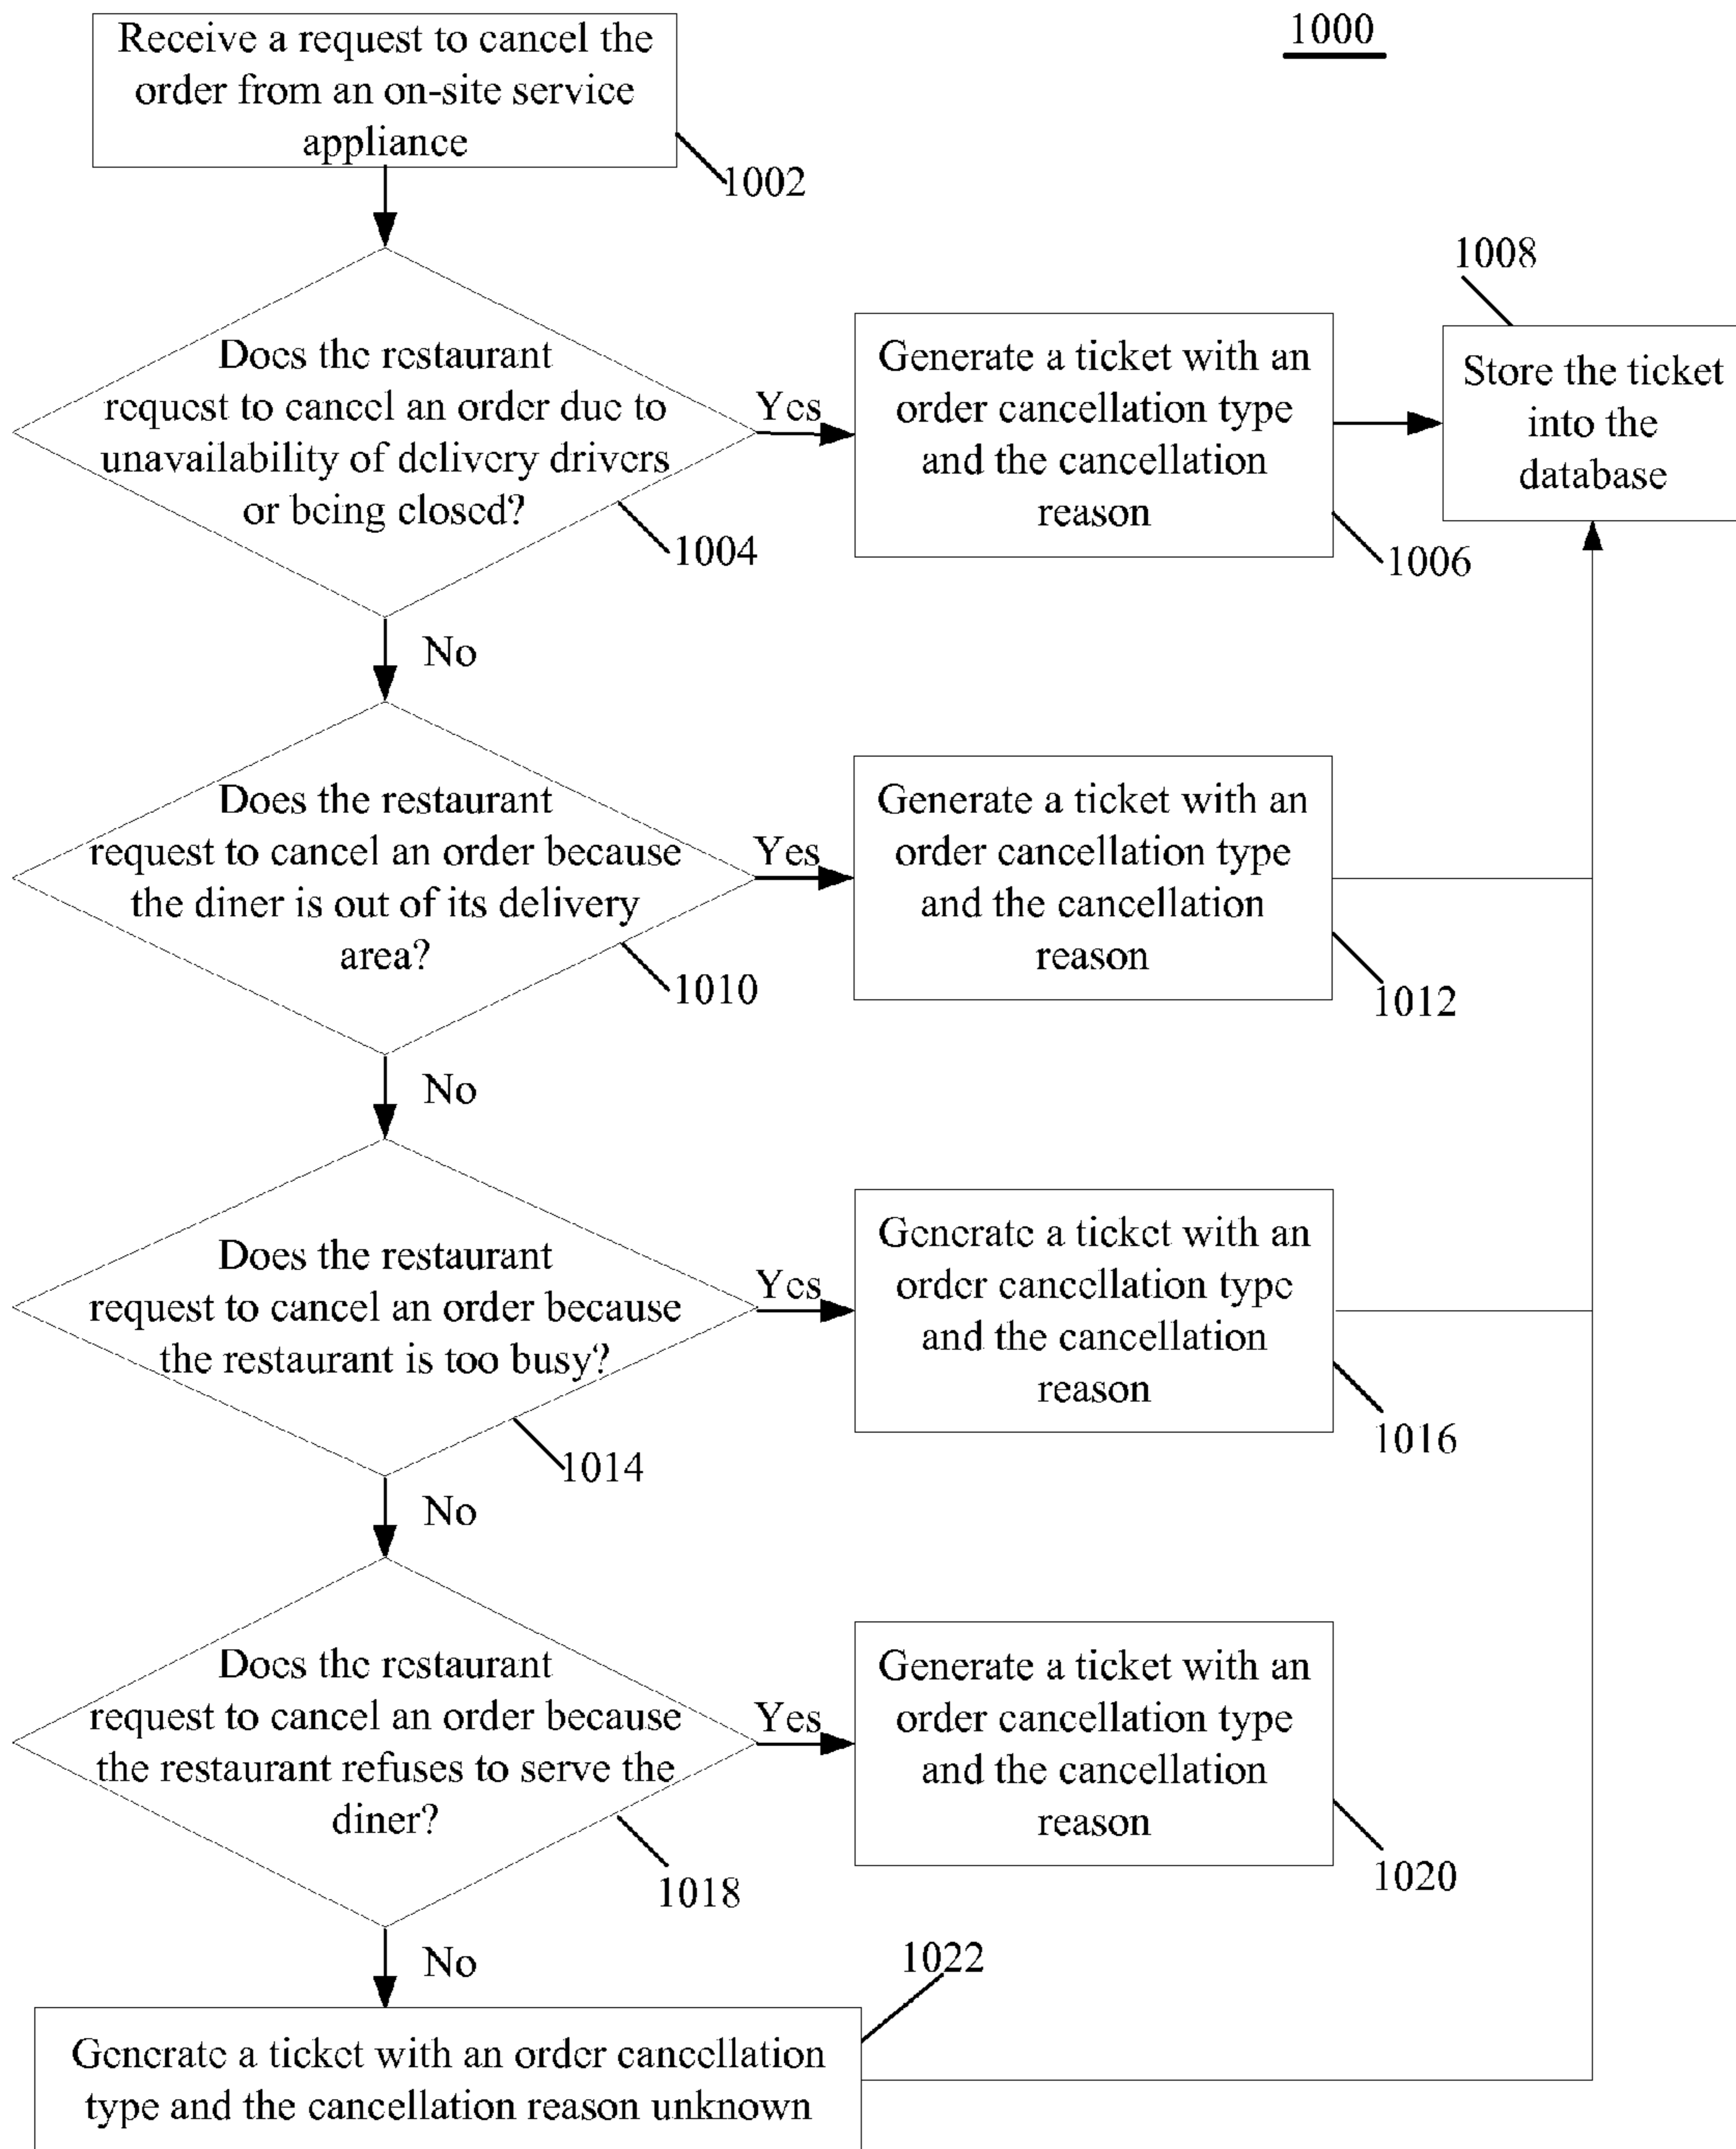 1000
Receive a request to cancel the
order from an on-site service
appliance
1002
Does the restaurant
request to cancel an order due to
unavailability of delivery drivers
or being closed?
1004
Yes
Generate a ticket with an
order cancellation type
and the cancellation
reason
1006
1008
Store the ticket
into the
database
No
Does the restaurant
request to cancel an order because
the diner is out of its delivery
area?
1010
Yes
Generate a ticket with an
order cancellation type
and the cancellation
reason
1012
No
Does the restaurant
request to cancel an order because
the restaurant is too busy?
1014
Yes
Generate a ticket with an
order cancellation type
and the cancellation
reason
1016
No
Does the restaurant
request to cancel an order because
the restaurant refuses to serve the
diner?
1018
Yes
Generate a ticket with an
order cancellation type
and the cancellation
reason
1020
No
1022
Generate a ticket with an order cancellation
type and the cancellation reason unknown